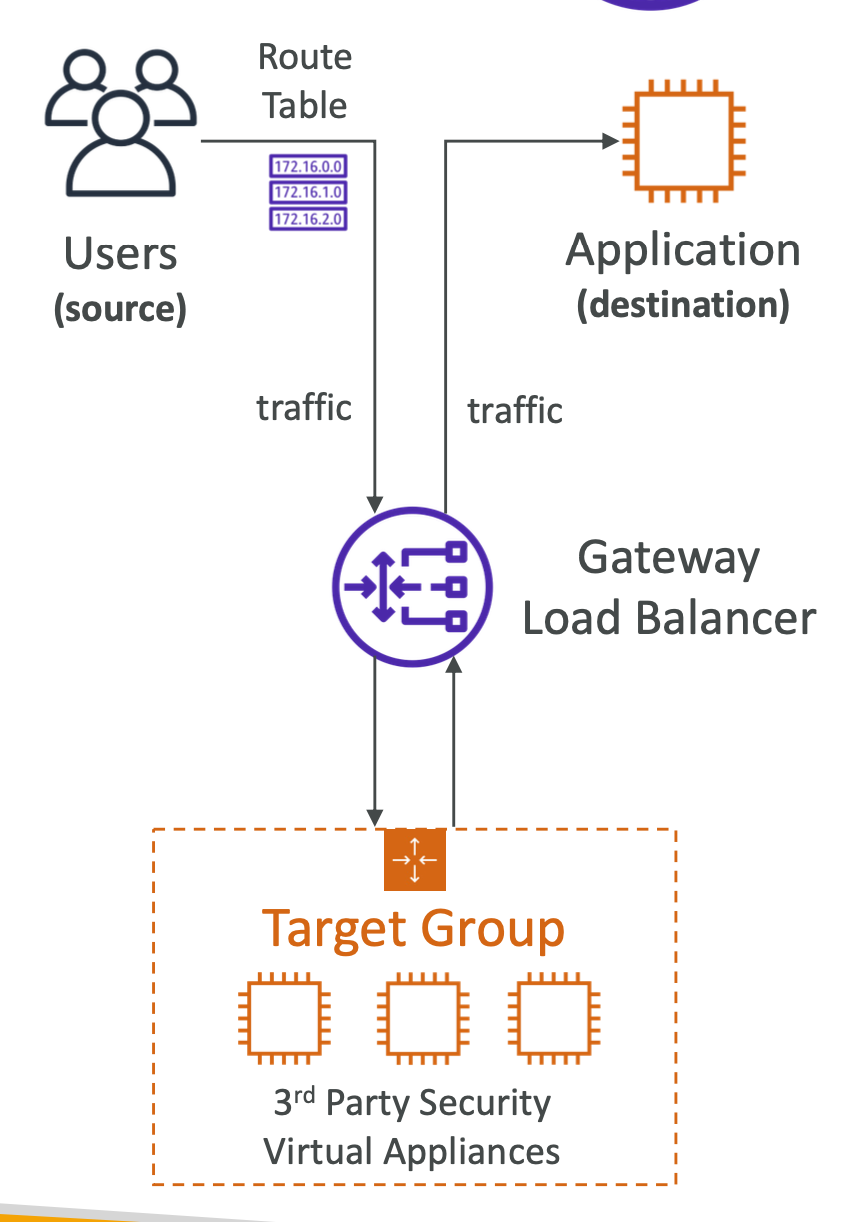 Route
Table
172.16.0.0
172.16.1.0
172.16.2.0
Users
(source)
Application
(destination)
traffic
traffic
Gateway
Load Balancer
Target Group
3rd Party Security
Virtual Appliances